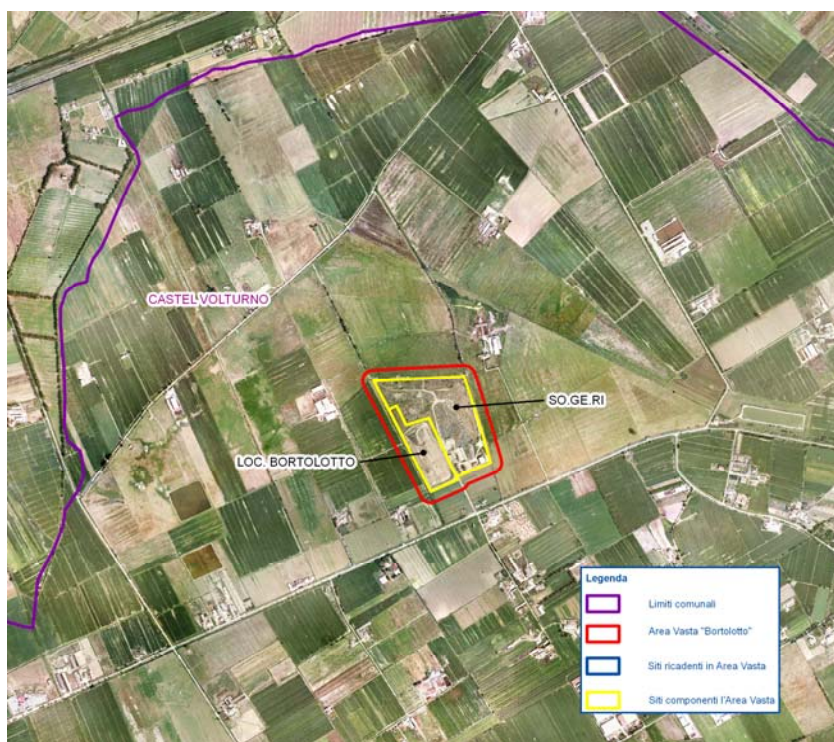 CASTEL VOLTURNO
SO.GE.RI
LOC. BORTOLOTTO
Legenda
Limiti comunali
Area Vasta "Bortolotto"
Siti ricadenti in Area Vasta
Siti componenti l'Area Vasta